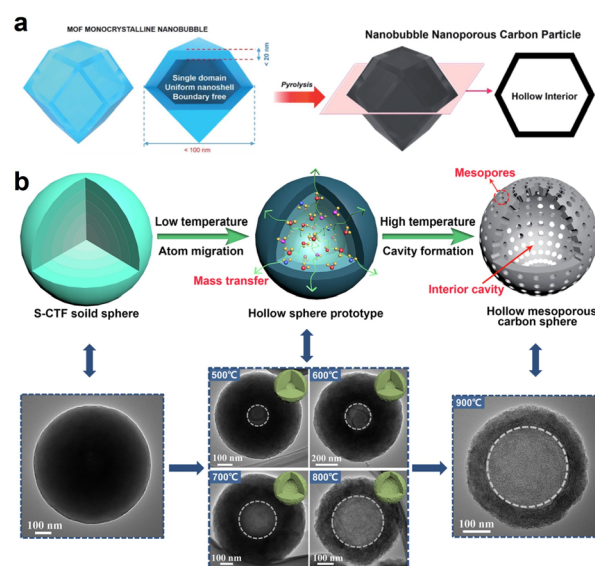 a
MOF MONOCRYSTALLINE NANOBUBBLE
< 20 nm
Single domain
Uniform nanoshell
Boundary free
< 100 nm
Pyrolysis
Nanobubble Nanoporous Carbon Particle
Hollow Interior
b
Low temperature
Atom migration
Mass transfer
High temperature
Cavity formation
Mesopores
Interior cavity
S-CTF soild sphere
Hollow sphere prototype
Hollow mesoporous
carbon sphere
100 nm
500℃
100 nm
600℃
200 nm
700℃
100 nm
800℃
100 nm
900℃
100 nm